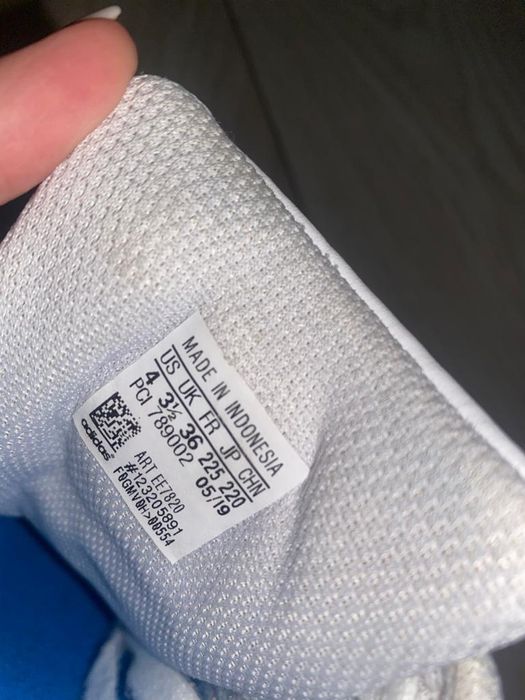 MADE IN INDONESIA
US UK FR JP CHN
4 3½ 36 225 220
PCI 789002 05/19
ART EE7820
#123205891
F0GMV0H>00554
adidas